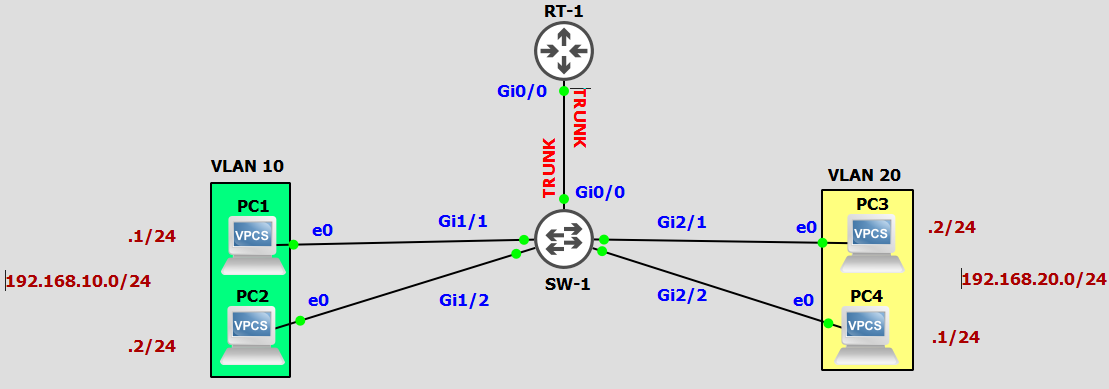 RT-1
Gi0/0
TRUNK
TRUNK
VLAN 10
VLAN 20
Gi0/0
PC1
PC3
VPCS
VPCS
e0
Gi1/1
Gi2/1
e0
.1/24
.2/24
192.168.10.0/24
192.168.20.0/24
SW-1
PC2
PC4
VPCS
VPCS
e0
Gi1/2
Gi2/2
e0
.2/24
.1/24